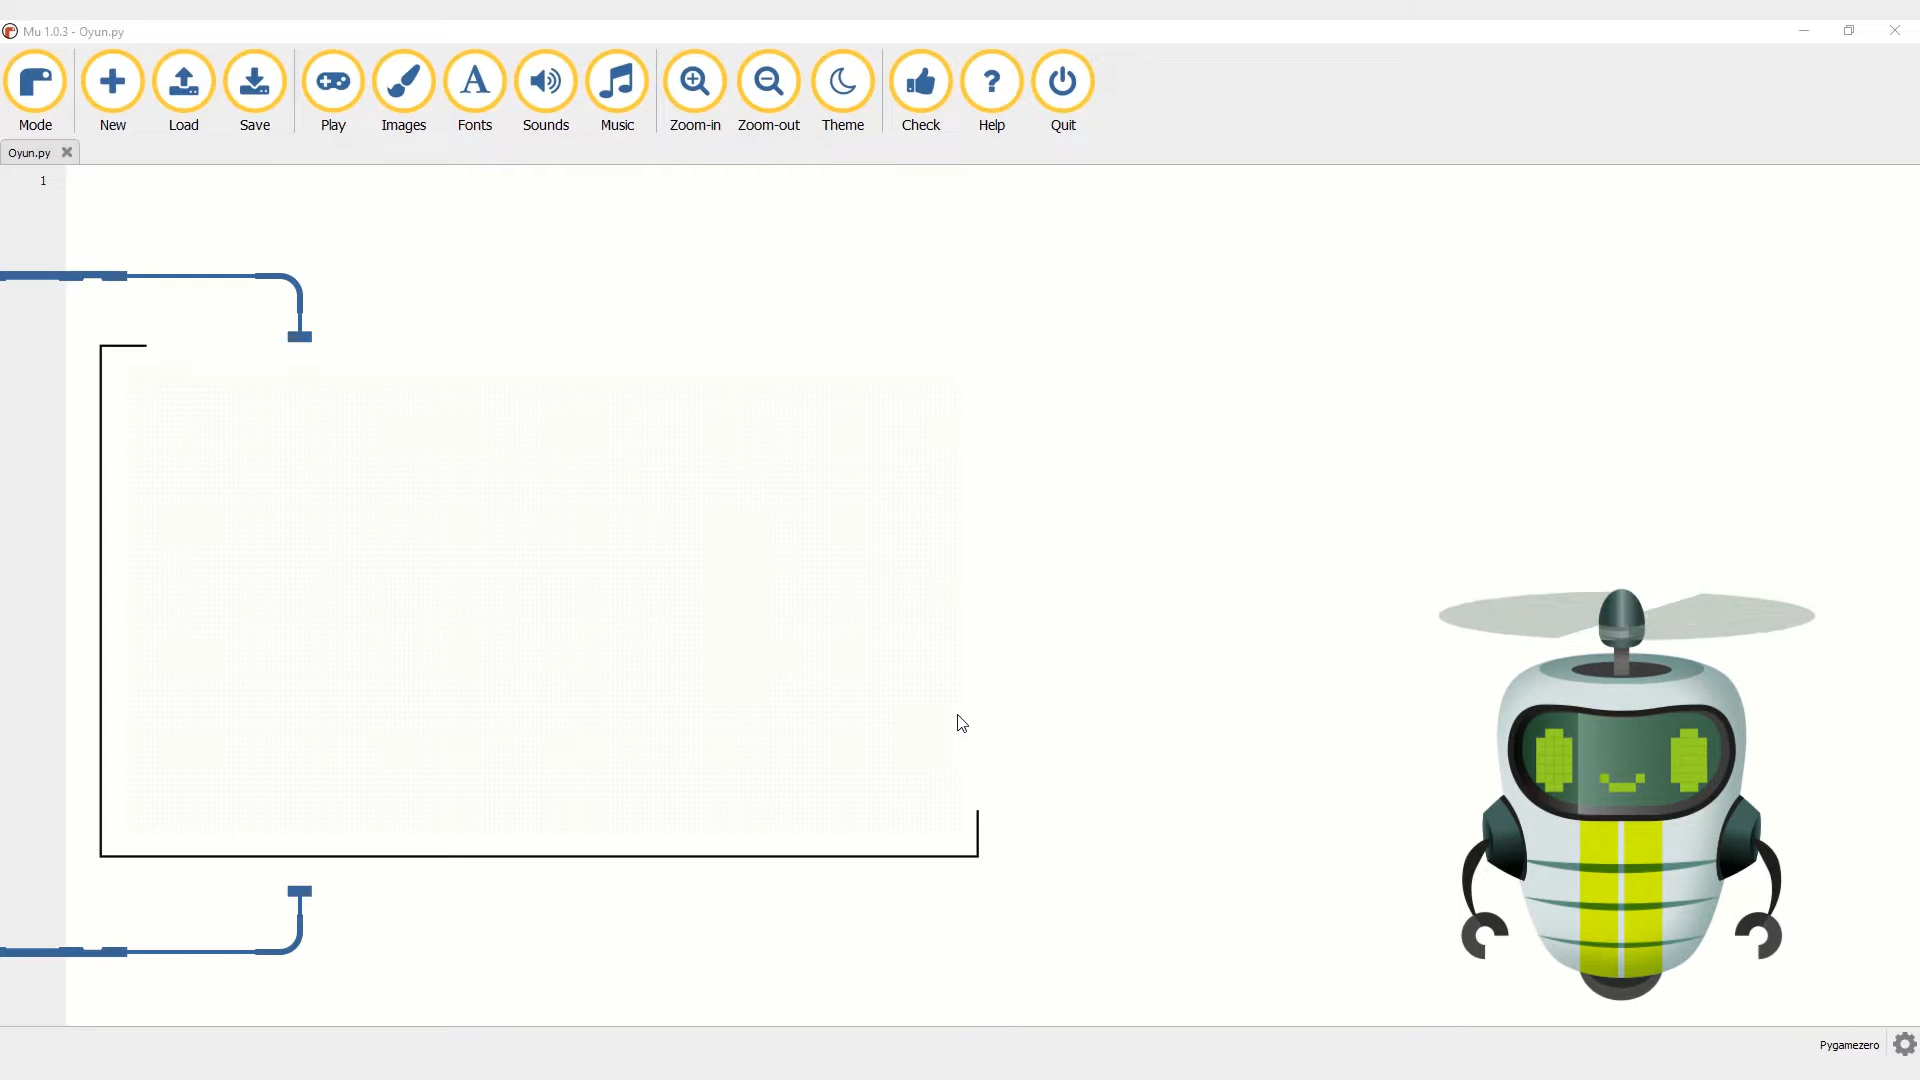 Mu 1.0.3 - Oyun.py
Mode New Load Save Play Images Fonts Sounds Music Zoom-in Zoom-out Theme Check Help Quit
Oyun.py
1
Pygamezero